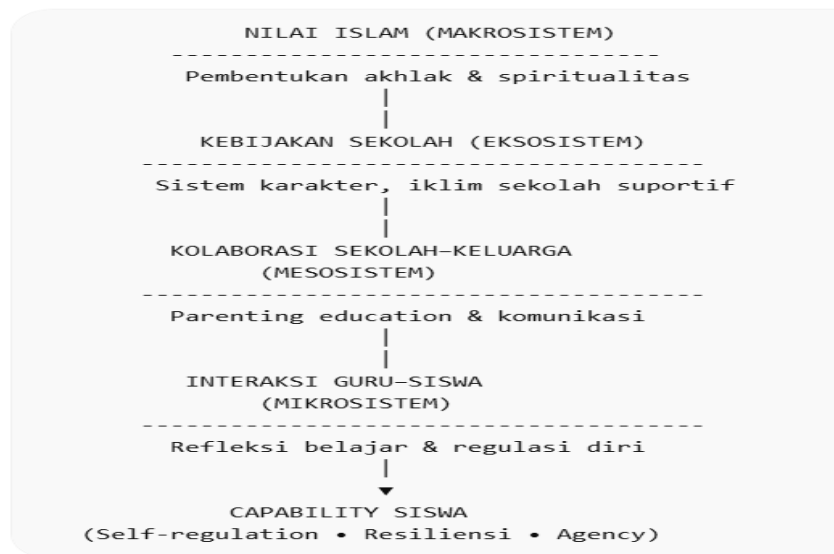 NILAI ISLAM (MAKROSISTEM)
---------------------------------
Pembentukan akhlak & spiritualitas
|
|
KEBIJAKAN SEKOLAH (EKSOSISTEM)
--------------------------------------
Sistem karakter, iklim sekolah suportif
|
|
KOLABORASI SEKOLAH–KELUARGA
(MESOSISTEM)
--------------------------------------
Parenting education & komunikasi
|
|
INTERAKSI GURU–SISWA
(MIKROSISTEM)
--------------------------------------
Refleksi belajar & regulasi diri
|
▼
CAPABILITY SISWA
(Self-regulation • Resiliensi • Agency)